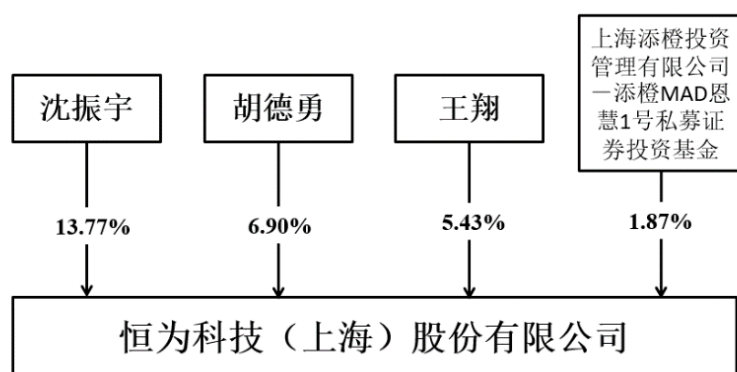 沈振宇
胡德勇
王翔
上海添橙投资
管理有限公司
－添橙MAD恩
慧1号私募证
券投资基金
13.77%
6.90%
5.43%
1.87%
恒为科技（上海）股份有限公司